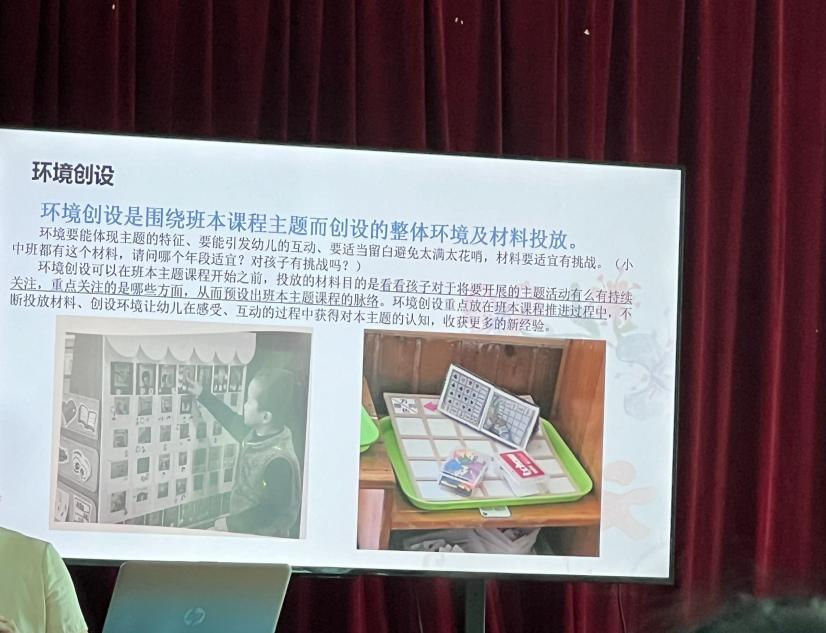 环境创设
环境创设是围绕班本课程主题而创设的整体环境及材料投放。
环境要能体现主题的特征、要能引发幼儿的互动、要适当留白避免太满太花哨，材料要适宜有挑战。（小
中班都有这个材料，请问哪个年段适宜？对孩子有挑战吗？）
环境创设可以在班本主题课程开始之前，投放的材料目的是看看孩子对于将要开展的主题活动有么有持续
关注，重点关注的是哪些方面，从而预设出班本主题课程的脉络。环境创设重点放在班本课程推进过程中，不
断投放材料、创设环境让幼儿在感受、互动的过程中获得对本主题的认知，收获更多的新经验。
hp